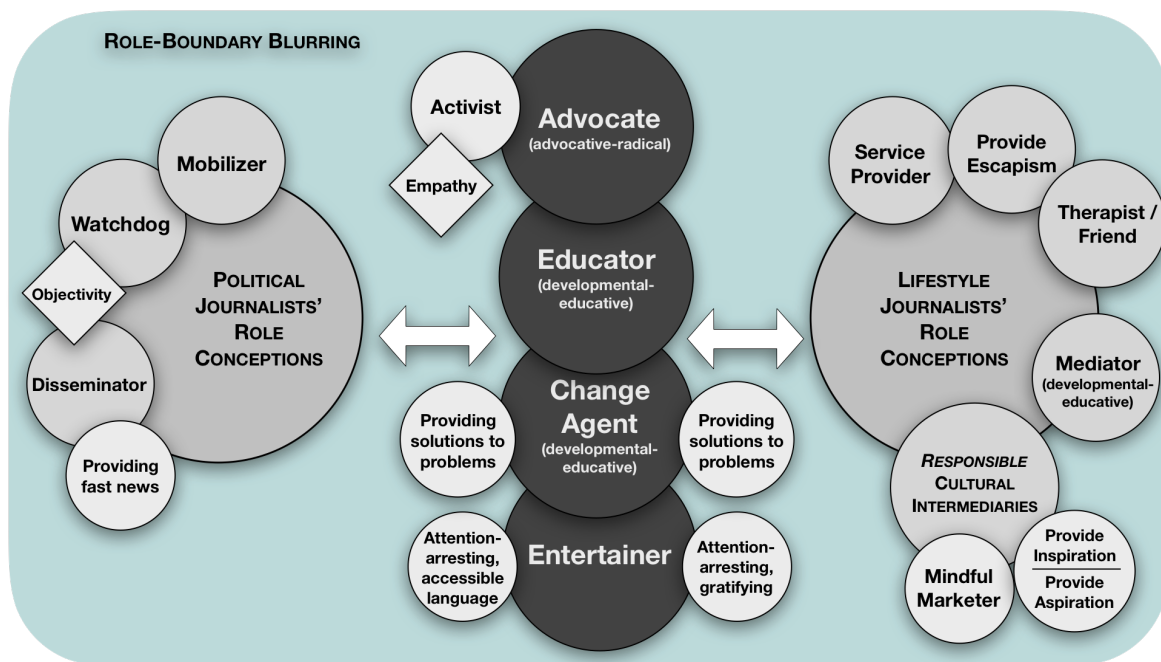 ROLE-BOUNDARY BLURRING
Mobilizer
Watchdog
Objectivity
Disseminator
Providing
fast news
POLITICAL
JOURNALISTS'
ROLE
CONCEPTIONS
Activist
Empathy
Advocate
(advocative-radical)
Educator
(developmental-
educative)
Change
Agent
(developmental-
educative)
Providing
solutions to
problems
Providing
solutions to
problems
Entertainer
Attention-
arresting,
accessible
language
Attention-
arresting,
gratifying
Service
Provider
Provide
Escapism
Therapist /
Friend
LIFESTYLE
JOURNALISTS'
ROLE
CONCEPTIONS
Mediator
(developmental-
educative)
RESPONSIBLE
CULTURAL
INTERMEDIARIES
Mindful
Marketer
Provide
Inspiration
Provide
Aspiration